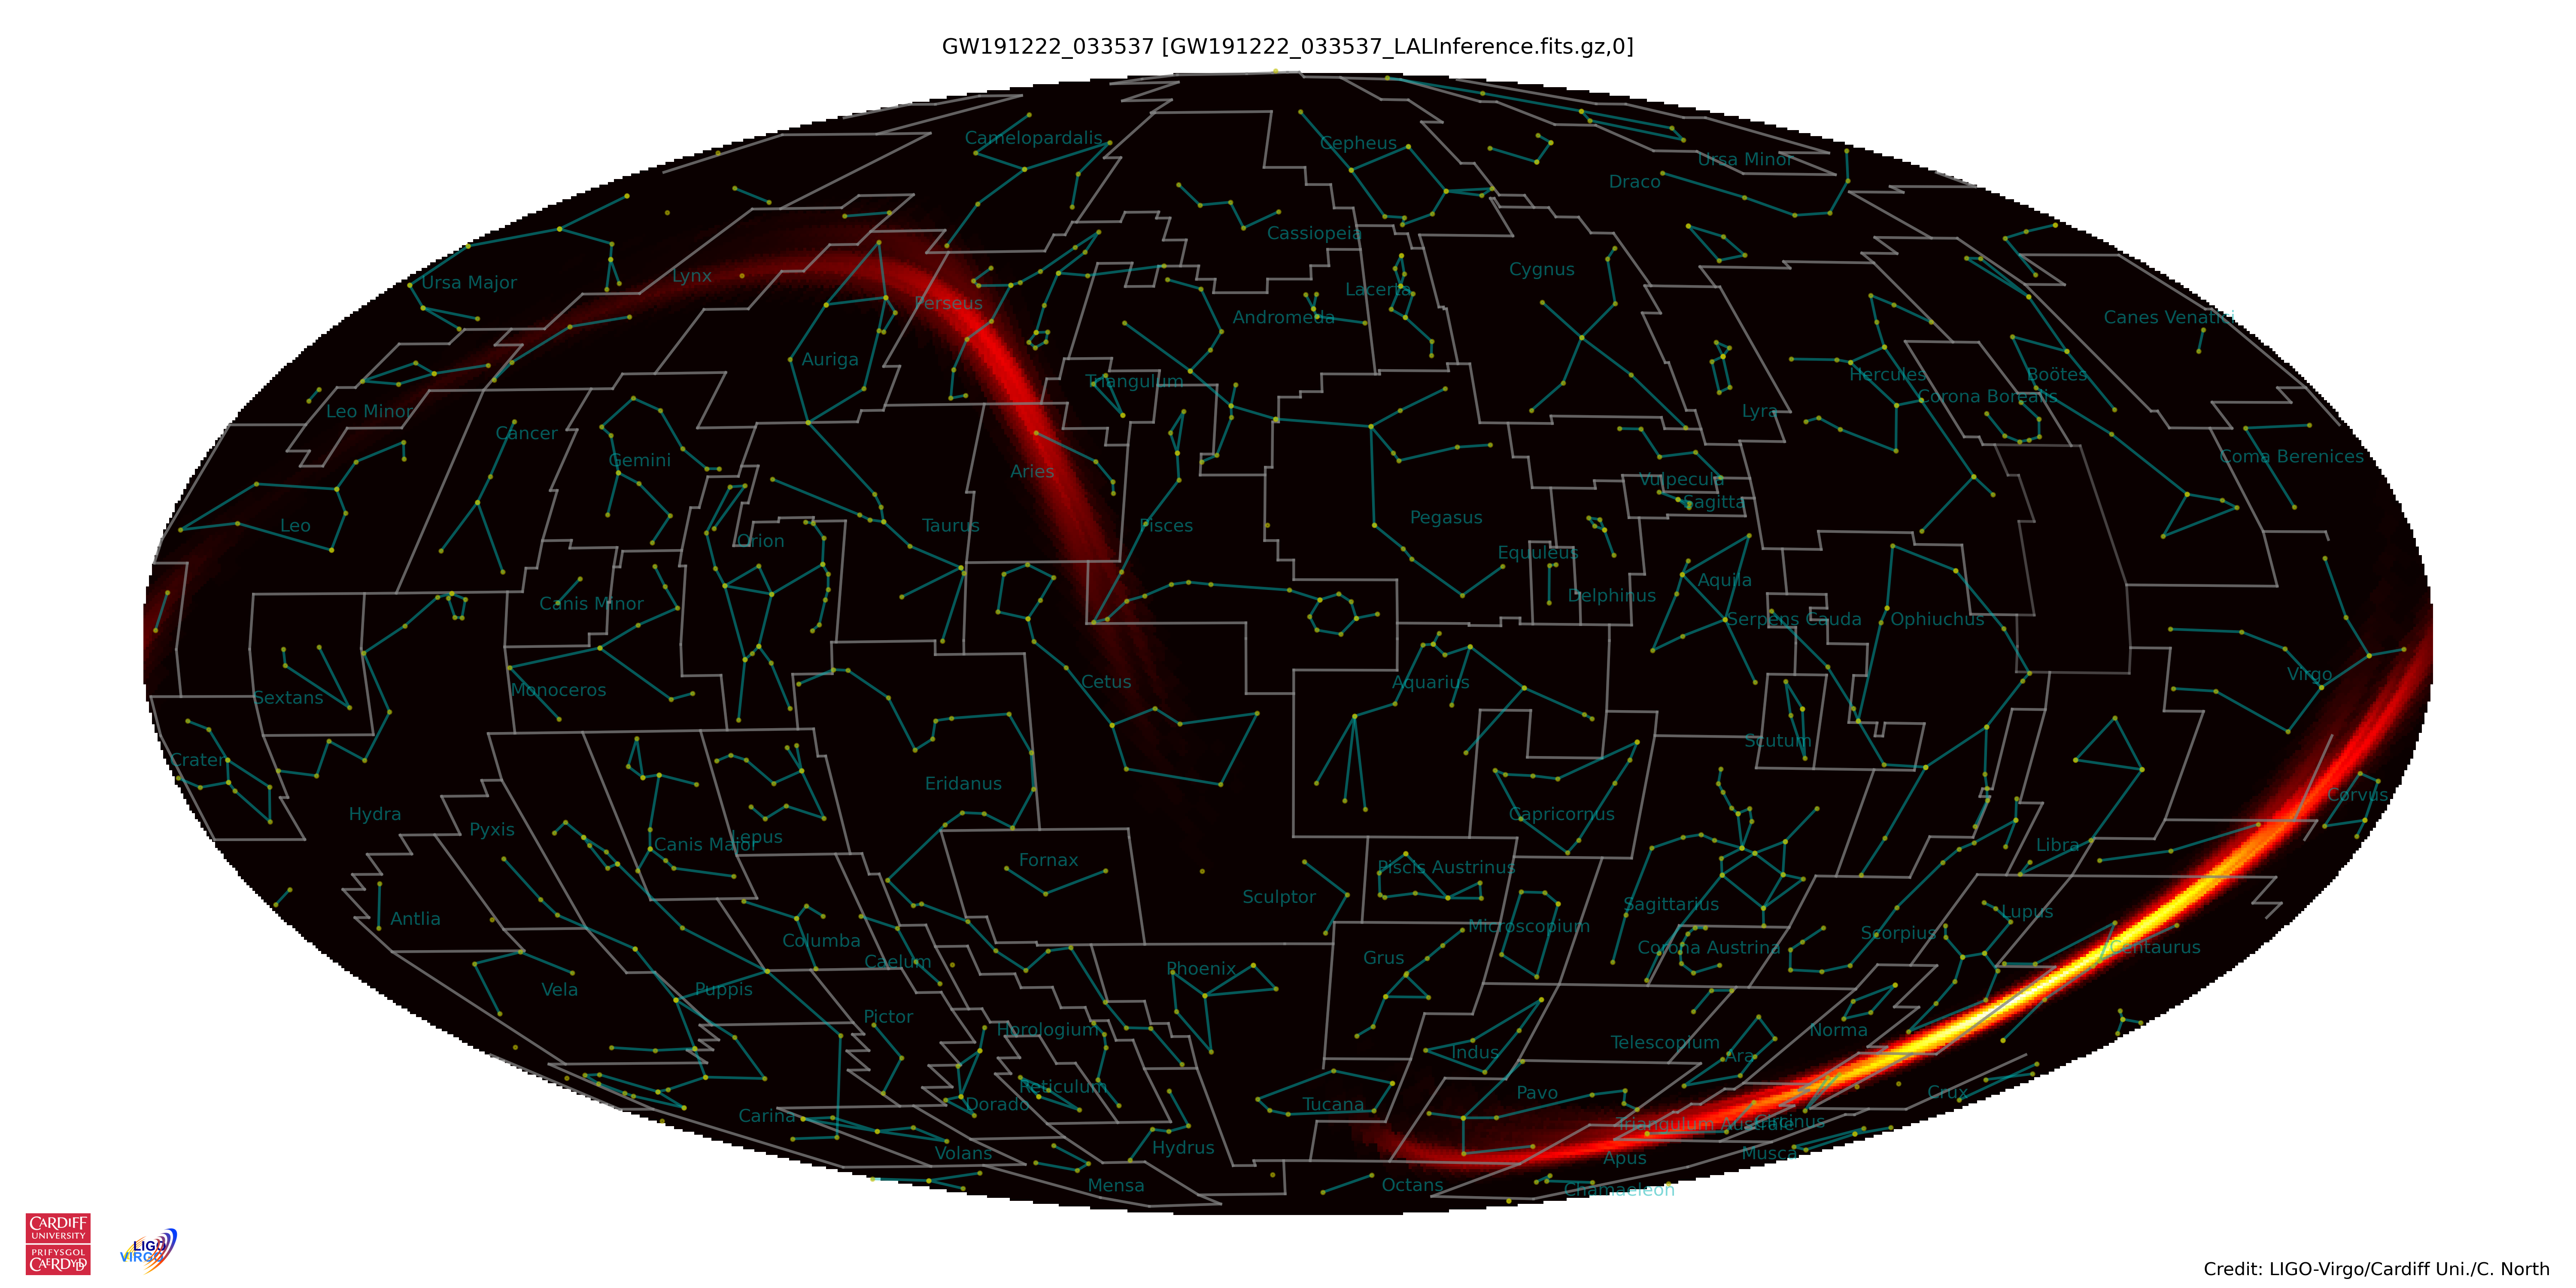 GW191222_033537 [GW191222_033537_LALInference.fits.gz,0]
Camelopardalis
Cepheus
Ursa Minor
Draco
Cassiopeia
Cygnus
Lynx
Ursa Major
Lacerta
Perseus
Andromeda
Canes Venatici
Auriga
Hercules
Boötes
Triangulum
Corona Borealis
Leo Minor
Lyra
Cancer
Coma Berenices
Gemini
Aries
Vulpecula
Sagitta
Pegasus
Leo
Taurus
Pisces
Orion
Equuleus
Aquila
Delphinus
Canis Minor
Serpens Cauda
Ophiuchus
Virgo
Cetus
Aquarius
Monoceros
Sextans
Scutum
Crater
Eridanus
Corvus
Hydra
Capricornus
Pyxis
Lepus
Canis Major
Libra
Fornax
Piscis Austrinus
Sculptor
Sagittarius
Lupus
Antlia
Microscopium
Scorpius
Columba
Corona Austrina
Centaurus
Grus
Caelum
Phoenix
Vela
Puppis
Pictor
Horologium
Norma
Telescopium
Indus
Ara
Reticulum
Pavo
Crux
Dorado
Tucana
Carina
Triangulum Australe
Circinus
Hydrus
Volans
Musca
Apus
Mensa
Octans
Chamaeleon
CARDIFF
UNIVERSITY
PRIFYSGOL
CAERDYDD
LIGO
VIRGO
Credit: LIGO-Virgo/Cardiff Uni./C. North